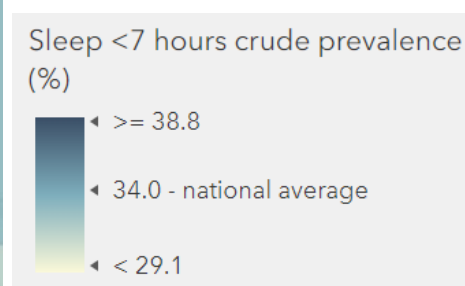 Sleep <7 hours crude prevalence
(%)
>= 38.8
34.0 - national average
< 29.1